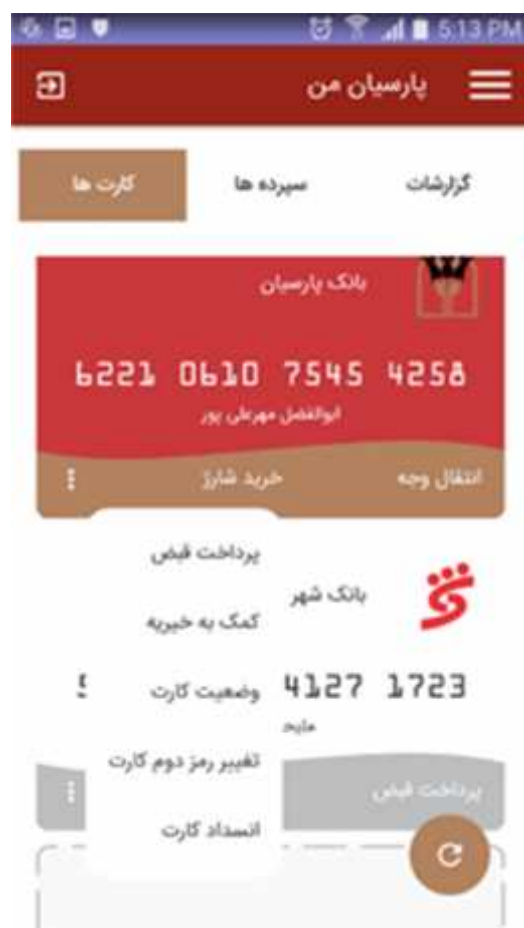 5:13 PM
پارسیان من
گزارشات سپرده ها کارت ها
بانک پارسیان
6221 0610 7545 4258
ابوالفضل مهرعلی پور
انتقال وجه خرید شارژ
پرداخت قبض
کمک به خیریه
وضعیت کارت
تغییر رمز دوم کارت
انسداد کارت
بانک شهر
4127 1723
پرداخت قبض